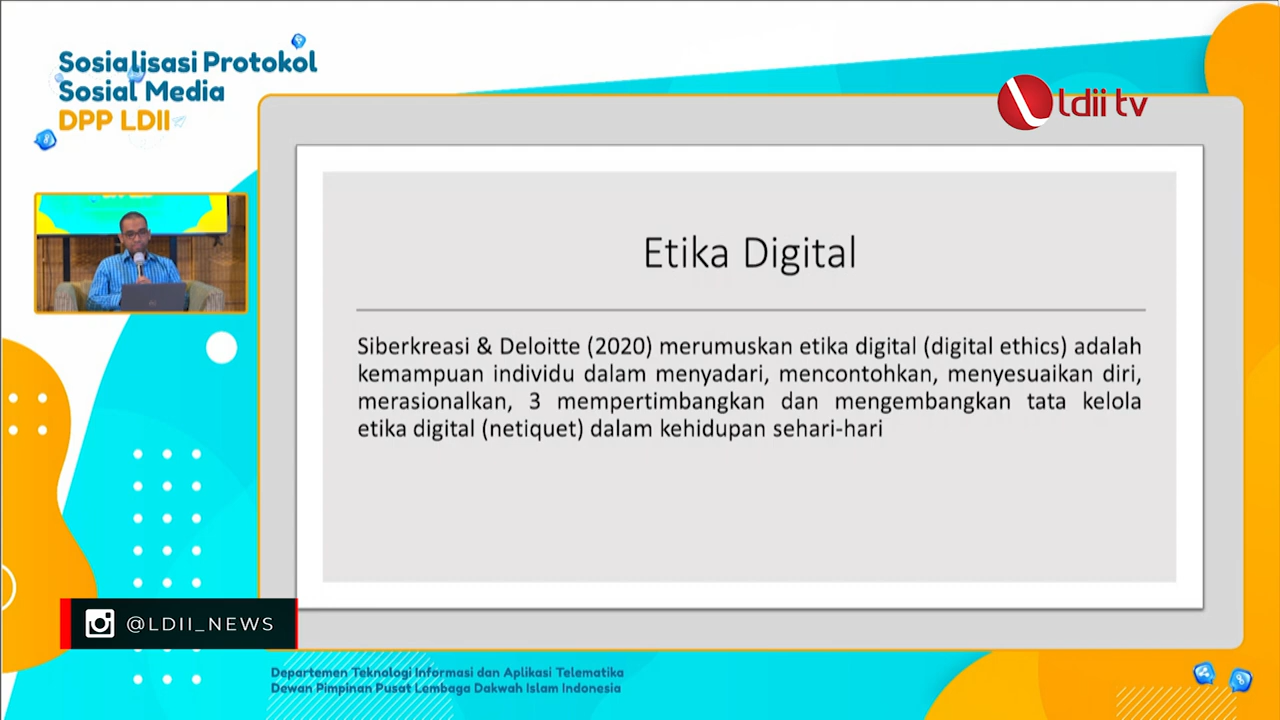 Sosialisasi Protokol
Sosial Media
DPP LDII
ldii tv
Etika Digital
Siberkreasi & Deloitte (2020) merumuskan etika digital (digital ethics) adalah
kemampuan individu dalam menyadari, mencontohkan, menyesuaikan diri,
merasionalkan, 3 mempertimbangkan dan mengembangkan tata kelola
etika digital (netiquet) dalam kehidupan sehari-hari
@LDII_NEWS
Departemen Teknologi Informasi dan Aplikasi Telematika
Dewan Pimpinan Pusat Lembaga Dakwah Islam Indonesia